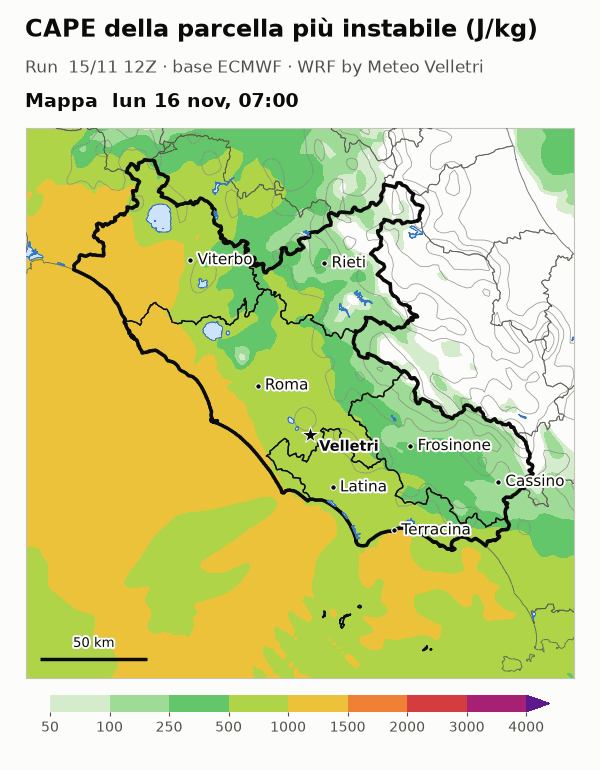 CAPE della parcella più instabile (J/kg)
Run 15/11 12Z · base ECMWF · WRF by Meteo Velletri
Mappa lun 16 nov, 07:00
Viterbo
Rieti
Roma
Velletri
Frosinone
Cassino
Latina
Terracina
50 km
50 100 250 500 1000 1500 2000 3000 4000